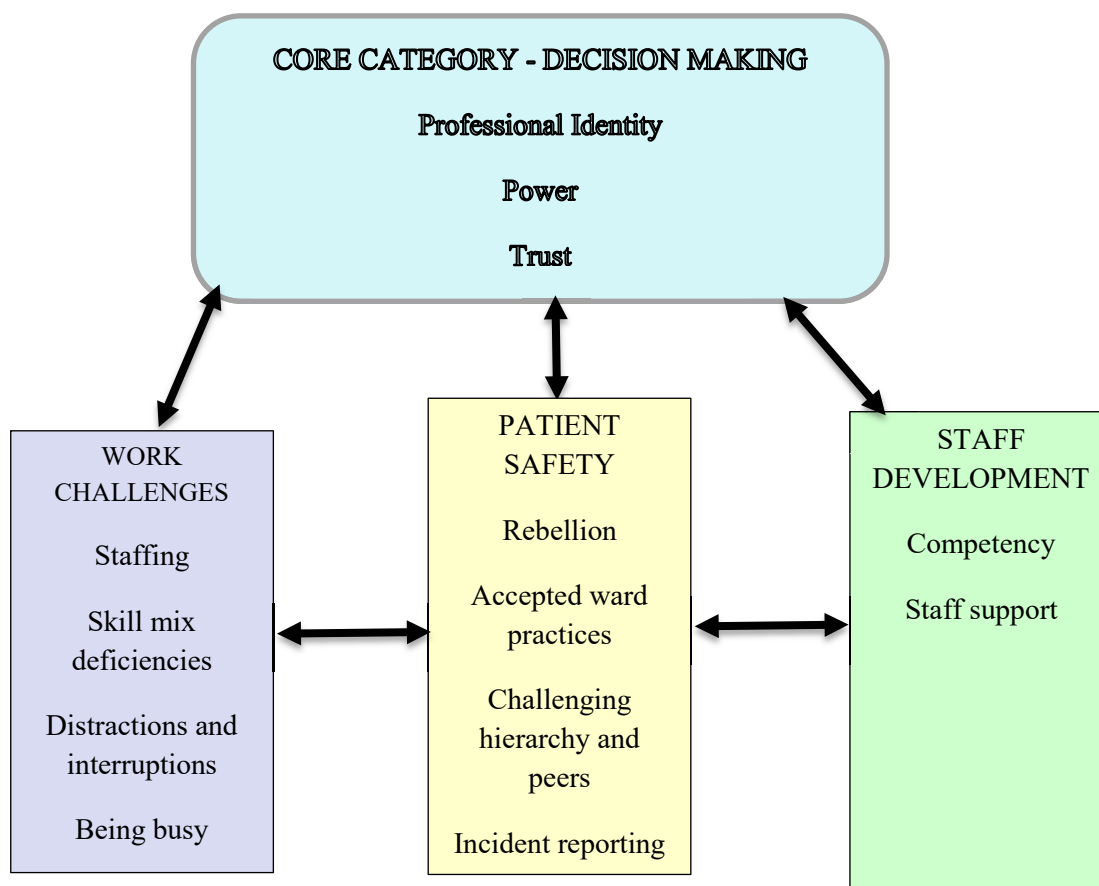 CORE CATEGORY - DECISION MAKING
Professional Identity
Power
Trust
WORK
CHALLENGES
Staffing
Skill mix
deficiencies
Distractions and
interruptions
Being busy
PATIENT
SAFETY
Rebellion
Accepted ward
practices
Challenging
hierarchy and
peers
Incident reporting
STAFF
DEVELOPMENT
Competency
Staff support